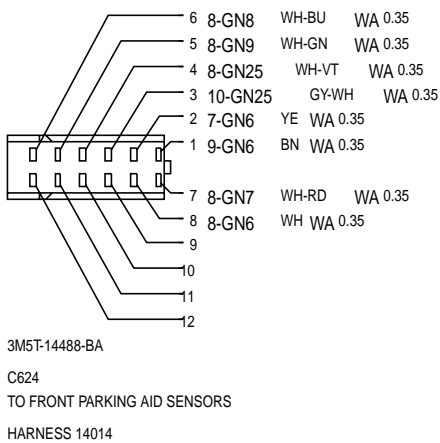 6 8-GN8 WH-BU WA 0.35
5 8-GN9 WH-GN WA 0.35
4 8-GN25 WH-VT WA 0.35
3 10-GN25 GY-WH WA 0.35
2 7-GN6 YE WA 0.35
1 9-GN6 BN WA 0.35
7 8-GN7 WH-RD WA 0.35
8 8-GN6 WH WA 0.35
9
10
11
12
3M5T-14488-BA
C624
TO FRONT PARKING AID SENSORS
HARNESS 14014